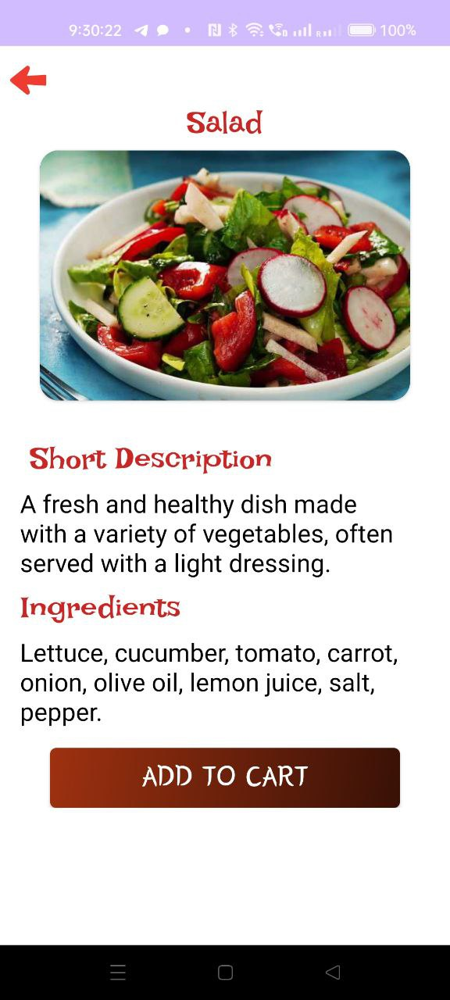 9:30:22 100%
Salad
Short Description
A fresh and healthy dish made
with a variety of vegetables, often
served with a light dressing.
Ingredients
Lettuce, cucumber, tomato, carrot,
onion, olive oil, lemon juice, salt,
pepper.
ADD TO CART